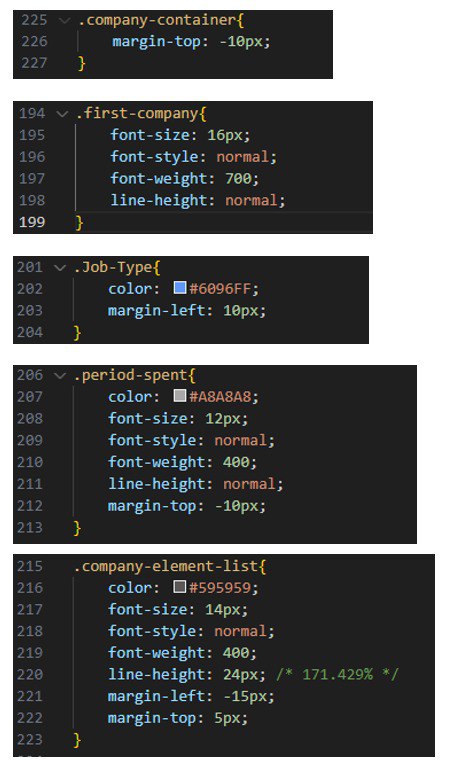 225 .company-container{
226 margin-top: -10px;
227 }
194 .first-company{
195 font-size: 16px;
196 font-style: normal;
197 font-weight: 700;
198 line-height: normal;
199 }
201 .Job-Type{
202 color: #6096FF;
203 margin-left: 10px;
204 }
206 .period-spent{
207 color: #A8A8A8;
208 font-size: 12px;
209 font-style: normal;
210 font-weight: 400;
211 line-height: normal;
212 margin-top: -10px;
213 }
215 .company-element-list{
216 color: #595959;
217 font-size: 14px;
218 font-style: normal;
219 font-weight: 400;
220 line-height: 24px; /* 171.429% */
221 margin-left: -15px;
222 margin-top: 5px;
223 }